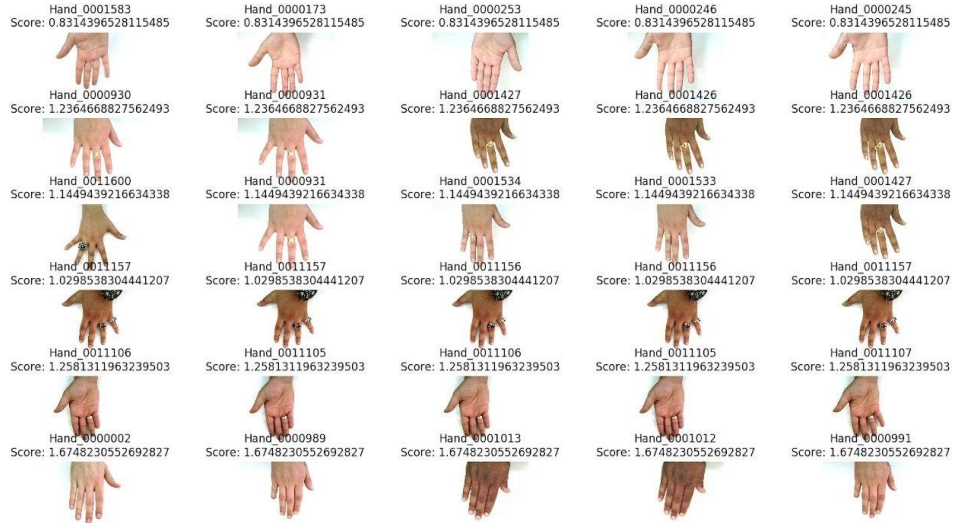 Hand_0001583 Hand_0000173 Hand_0000253 Hand_0000246 Hand_0000245
Score: 0.8314396528115485 Score: 0.8314396528115485 Score: 0.8314396528115485 Score: 0.8314396528115485 Score: 0.8314396528115485
Hand_0000930 Hand_0000931 Hand_0001427 Hand_0001426 Hand_0001426
Score: 1.2364668827562493 Score: 1.2364668827562493 Score: 1.2364668827562493 Score: 1.2364668827562493 Score: 1.2364668827562493
Hand_0011600 Hand_0000931 Hand_0001534 Hand_0001533 Hand_0001427
Score: 1.1449439216634338 Score: 1.1449439216634338 Score: 1.1449439216634338 Score: 1.1449439216634338 Score: 1.1449439216634338
Hand_0011157 Hand_0011157 Hand_0011156 Hand_0011156 Hand_0011157
Score: 1.0298538304441207 Score: 1.0298538304441207 Score: 1.0298538304441207 Score: 1.0298538304441207 Score: 1.0298538304441207
Hand_0011106 Hand_0011105 Hand_0011106 Hand_0011105 Hand_0011107
Score: 1.2581311963239503 Score: 1.2581311963239503 Score: 1.2581311963239503 Score: 1.2581311963239503 Score: 1.2581311963239503
Hand_0000002 Hand_0000989 Hand_0001013 Hand_0001012 Hand_0000991
Score: 1.6748230552692827 Score: 1.6748230552692827 Score: 1.6748230552692827 Score: 1.6748230552692827 Score: 1.6748230552692827